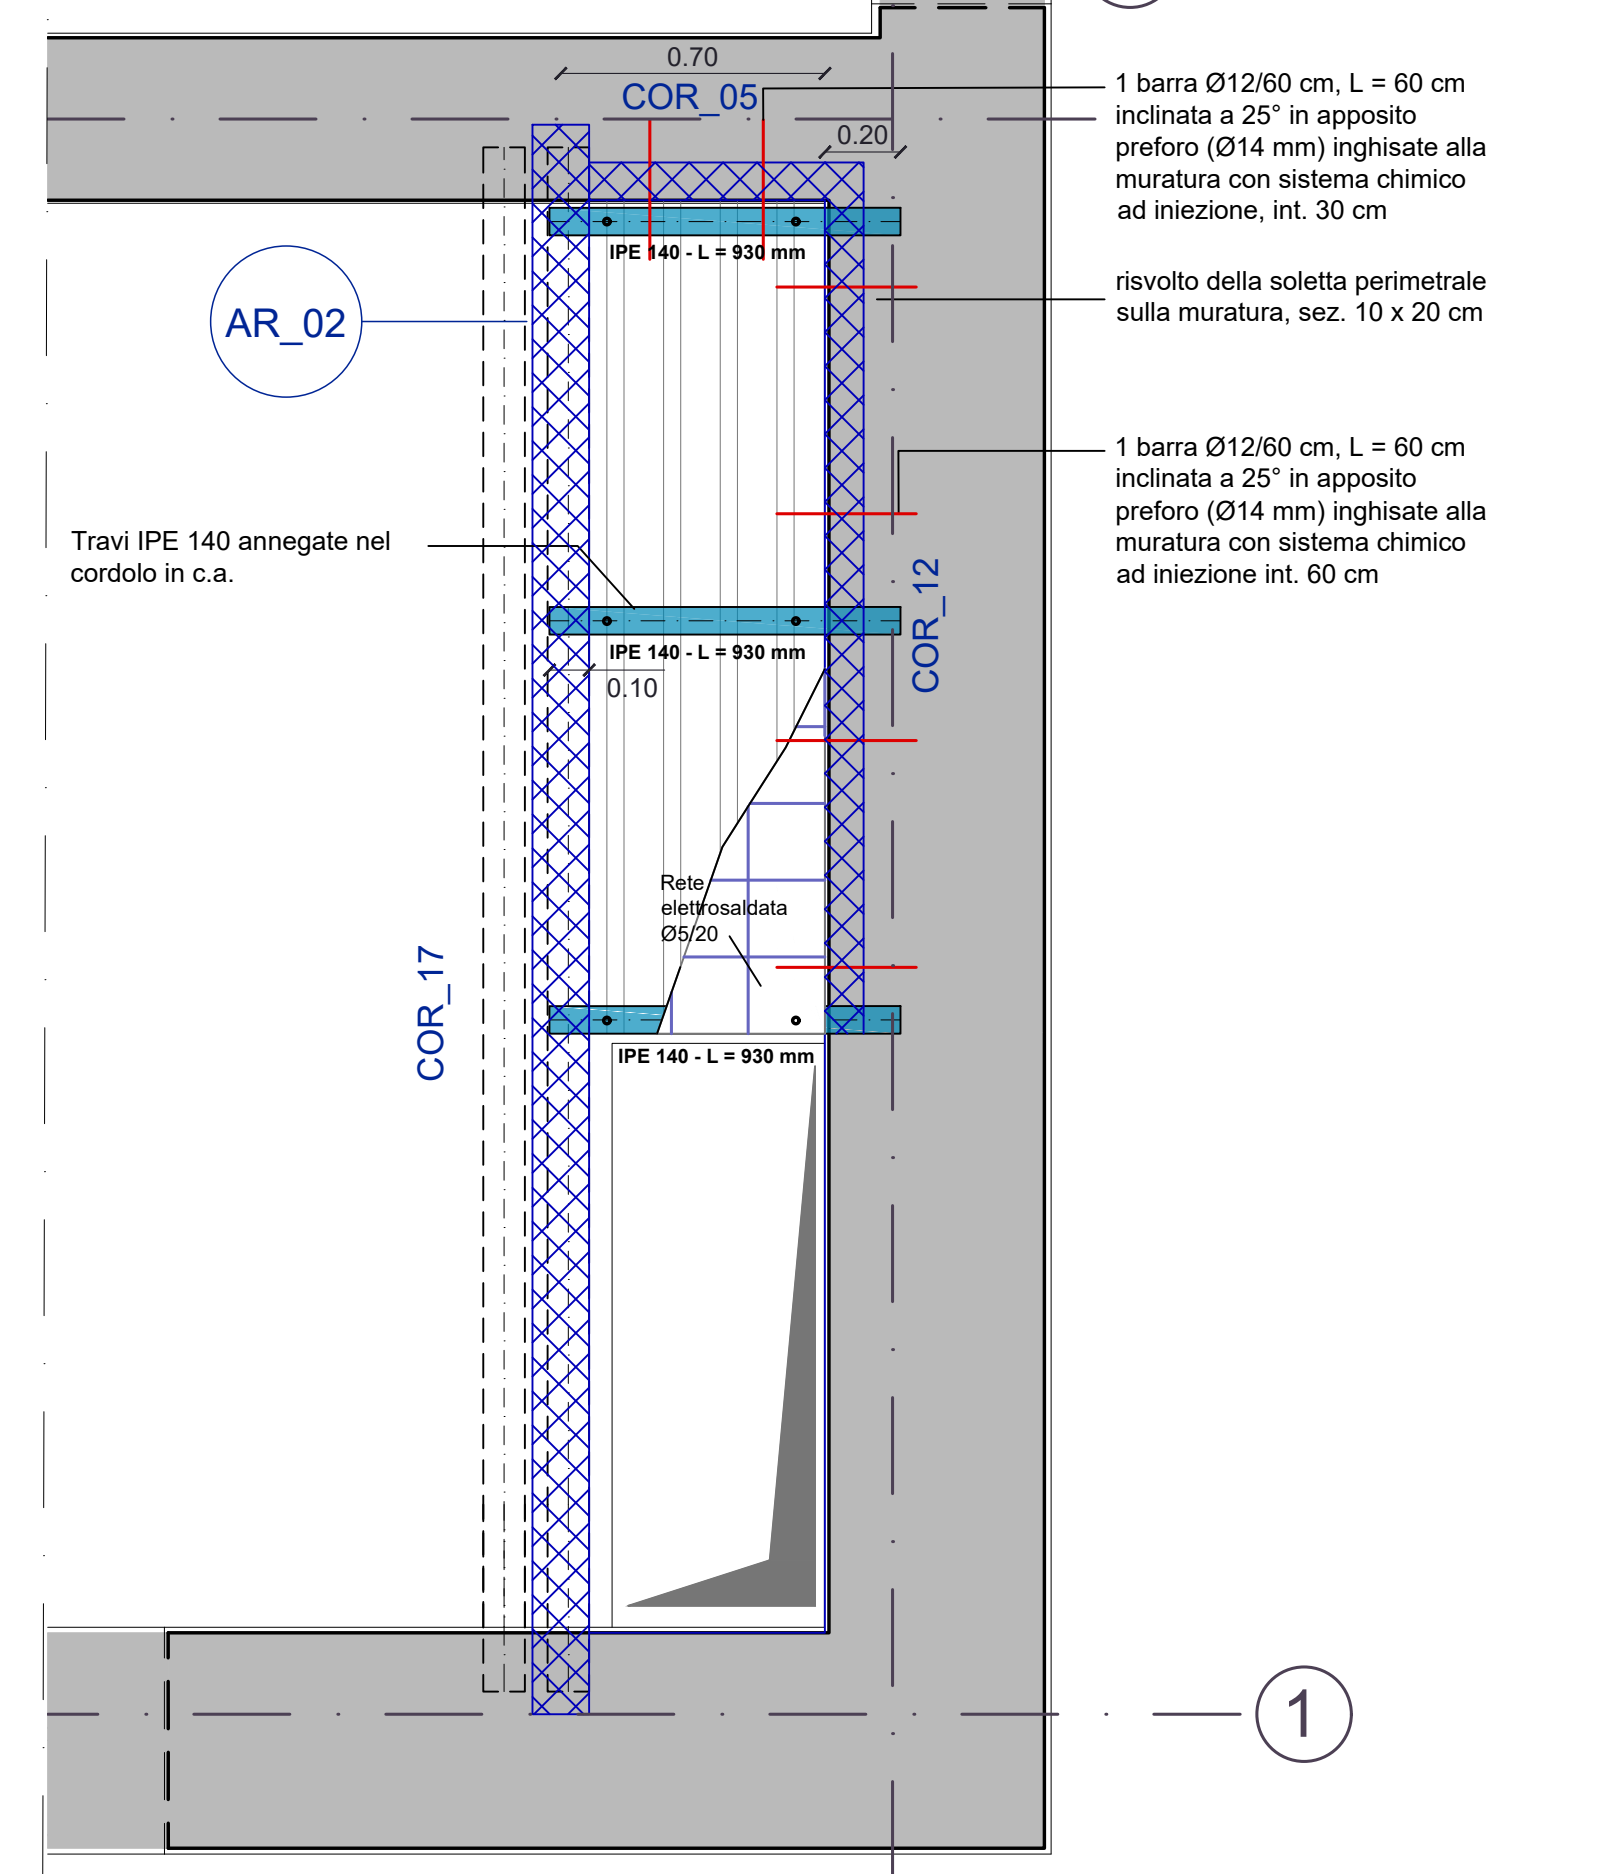 0.70
COR_05
0.20
1 barra Ø12/60 cm, L = 60 cm
inclinata a 25° in apposito
preforo (Ø14 mm) inghisate alla
muratura con sistema chimico
ad iniezione, int. 30 cm
IPE 140 - L = 930 mm
risvolto della soletta perimetrale
sulla muratura, sez. 10 x 20 cm
AR_02
1 barra Ø12/60 cm, L = 60 cm
inclinata a 25° in apposito
preforo (Ø14 mm) inghisate alla
muratura con sistema chimico
ad iniezione int. 60 cm
Travi IPE 140 annegate nel
cordolo in c.a.
COR_12
IPE 140 - L = 930 mm
0.10
Rete
elettrosaldata
Ø5/20
COR_17
IPE 140 - L = 930 mm
1